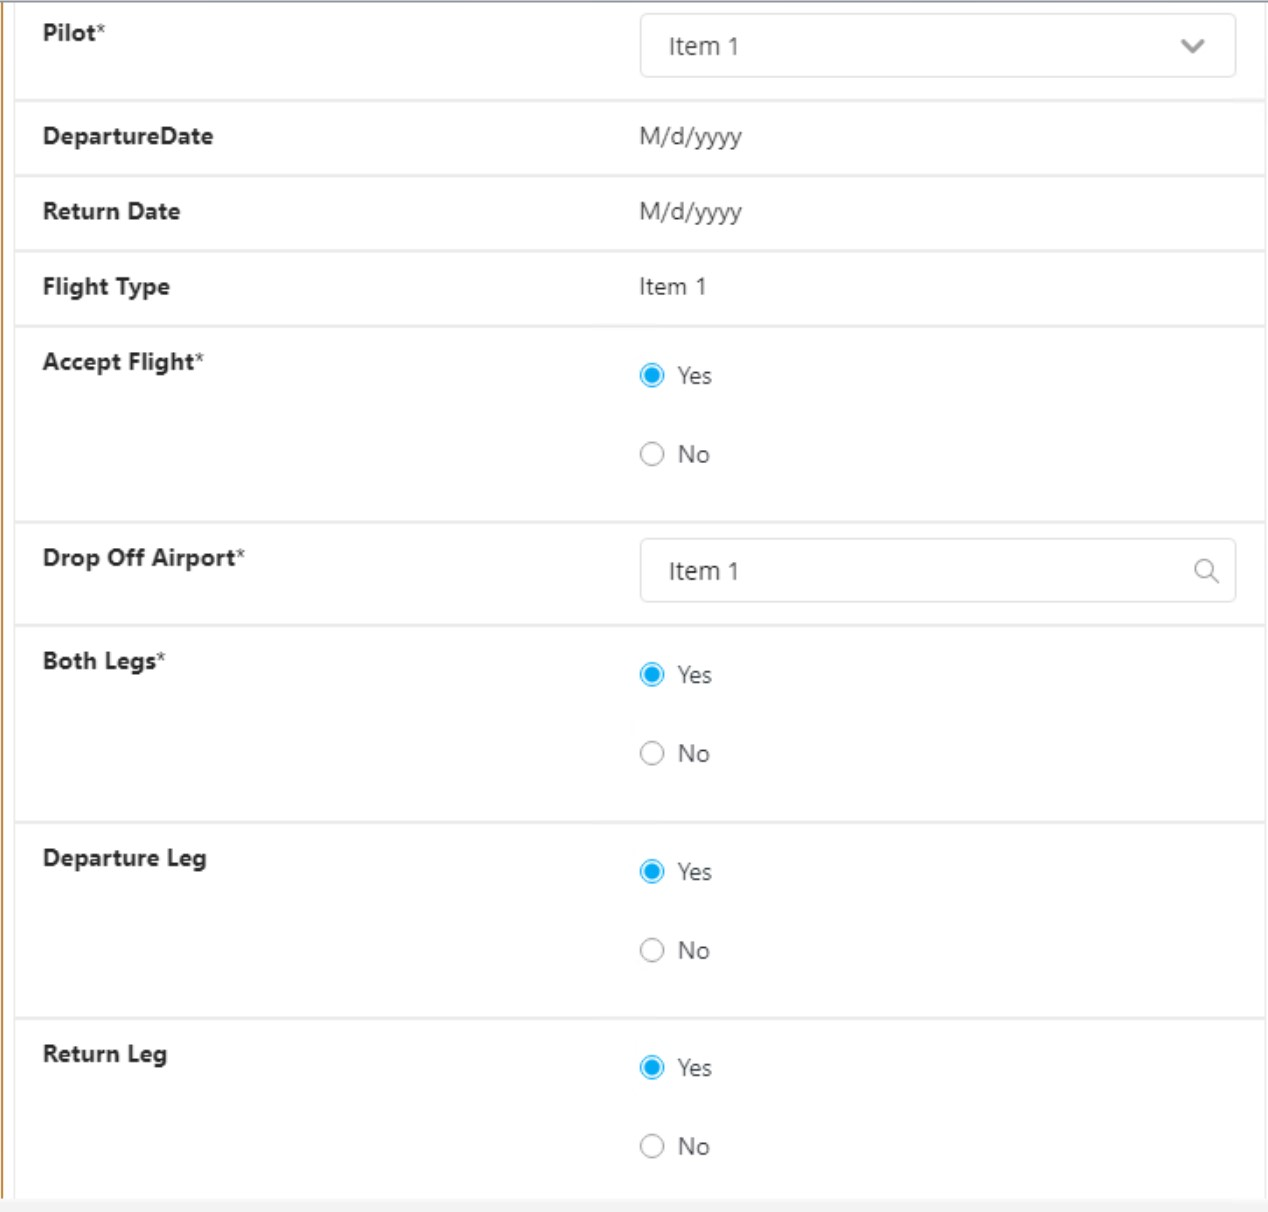 Pilot*
Item 1
DepartureDate
M/d/yyyy
Return Date
M/d/yyyy
Flight Type
Item 1
Accept Flight*
Yes
No
Drop Off Airport*
Item 1
Both Legs*
Yes
No
Departure Leg
Yes
No
Return Leg
Yes
No